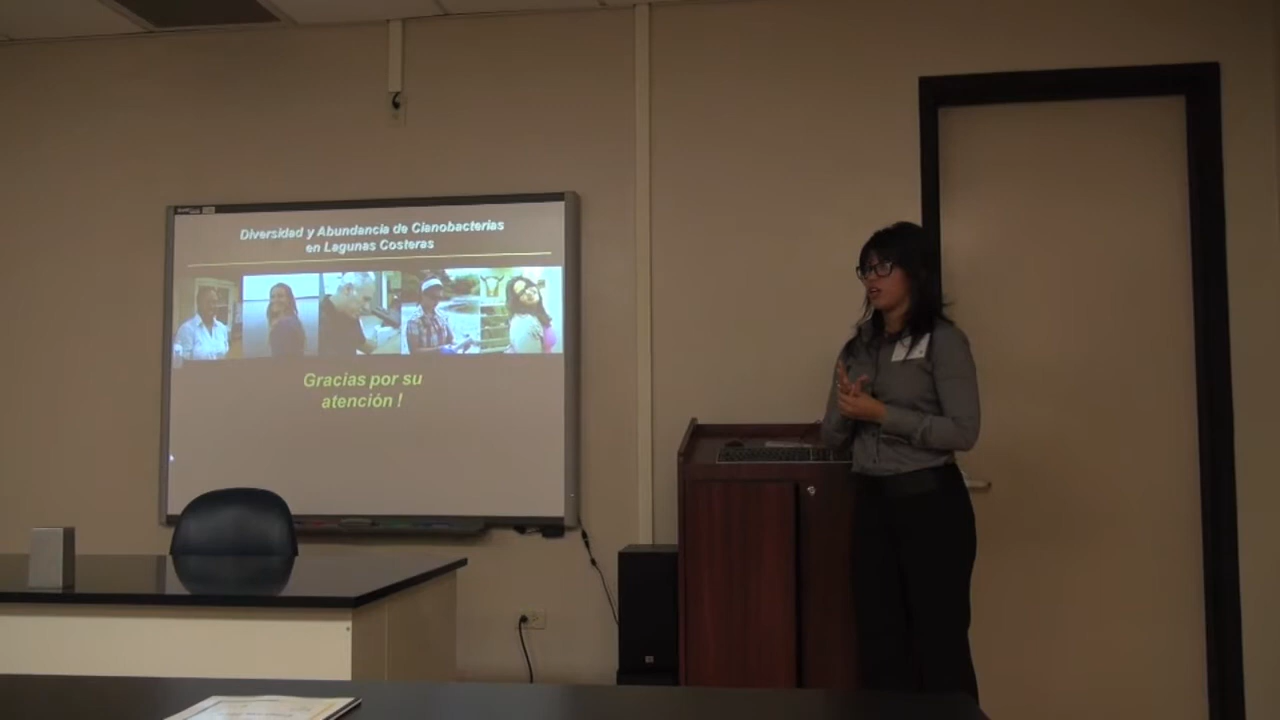 Diversidad y Abundancia de Cianobacterias
en Lagunas Costeras
Gracias por su
atención !